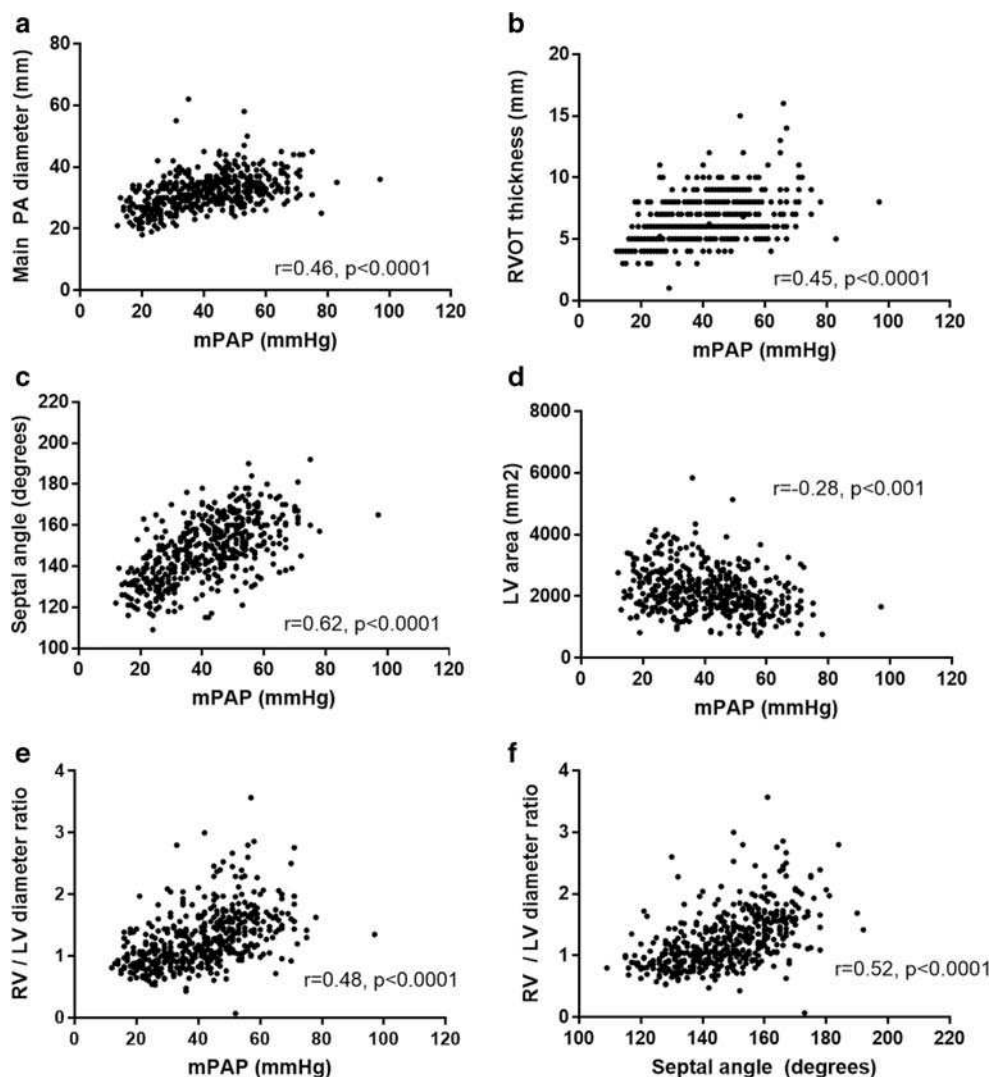 a
80
60
40
20
0
Main PA diameter (mm)
r=0.46, p<0.0001
0 20 40 60 80 100 120
mPAP (mmHg)
b
20
15
10
5
0
RVOT thickness (mm)
r=0.45, p<0.0001
0 20 40 60 80 100 120
mPAP (mmHg)
c
220
200
180
160
140
120
100
Septal angle (degrees)
r=0.62, p<0.0001
0 20 40 60 80 100 120
mPAP (mmHg)
d
8000
6000
4000
2000
0
LV area (mm2)
r=-0.28, p<0.001
0 20 40 60 80 100 120
mPAP (mmHg)
e
4
3
2
1
0
RV / LV diameter ratio
r=0.48, p<0.0001
0 20 40 60 80 100 120
mPAP (mmHg)
f
4
3
2
1
0
RV / LV diameter ratio
r=0.52, p<0.0001
100 120 140 160 180 200 220
Septal angle (degrees)